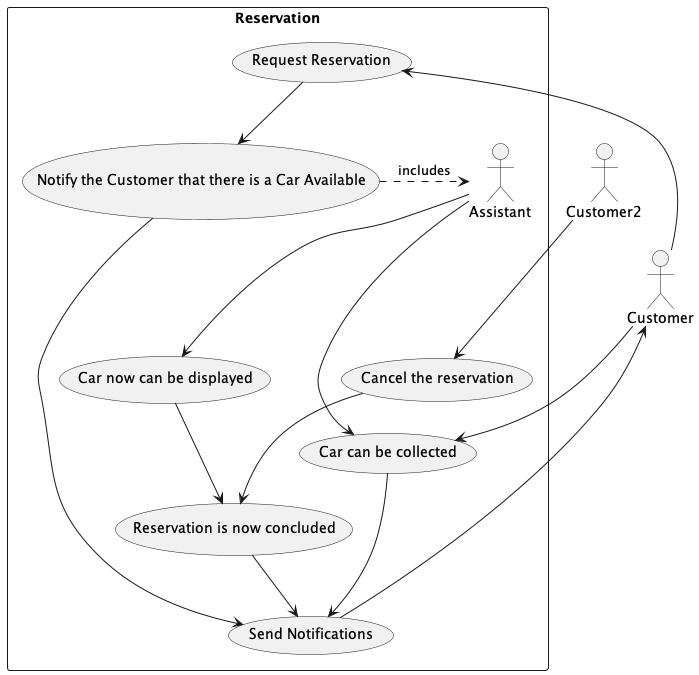 Reservation
Request Reservation
Notify the Customer that there is a Car Available
includes
Assistant
Customer2
Customer
Car now can be displayed
Cancel the reservation
Car can be collected
Reservation is now concluded
Send Notifications